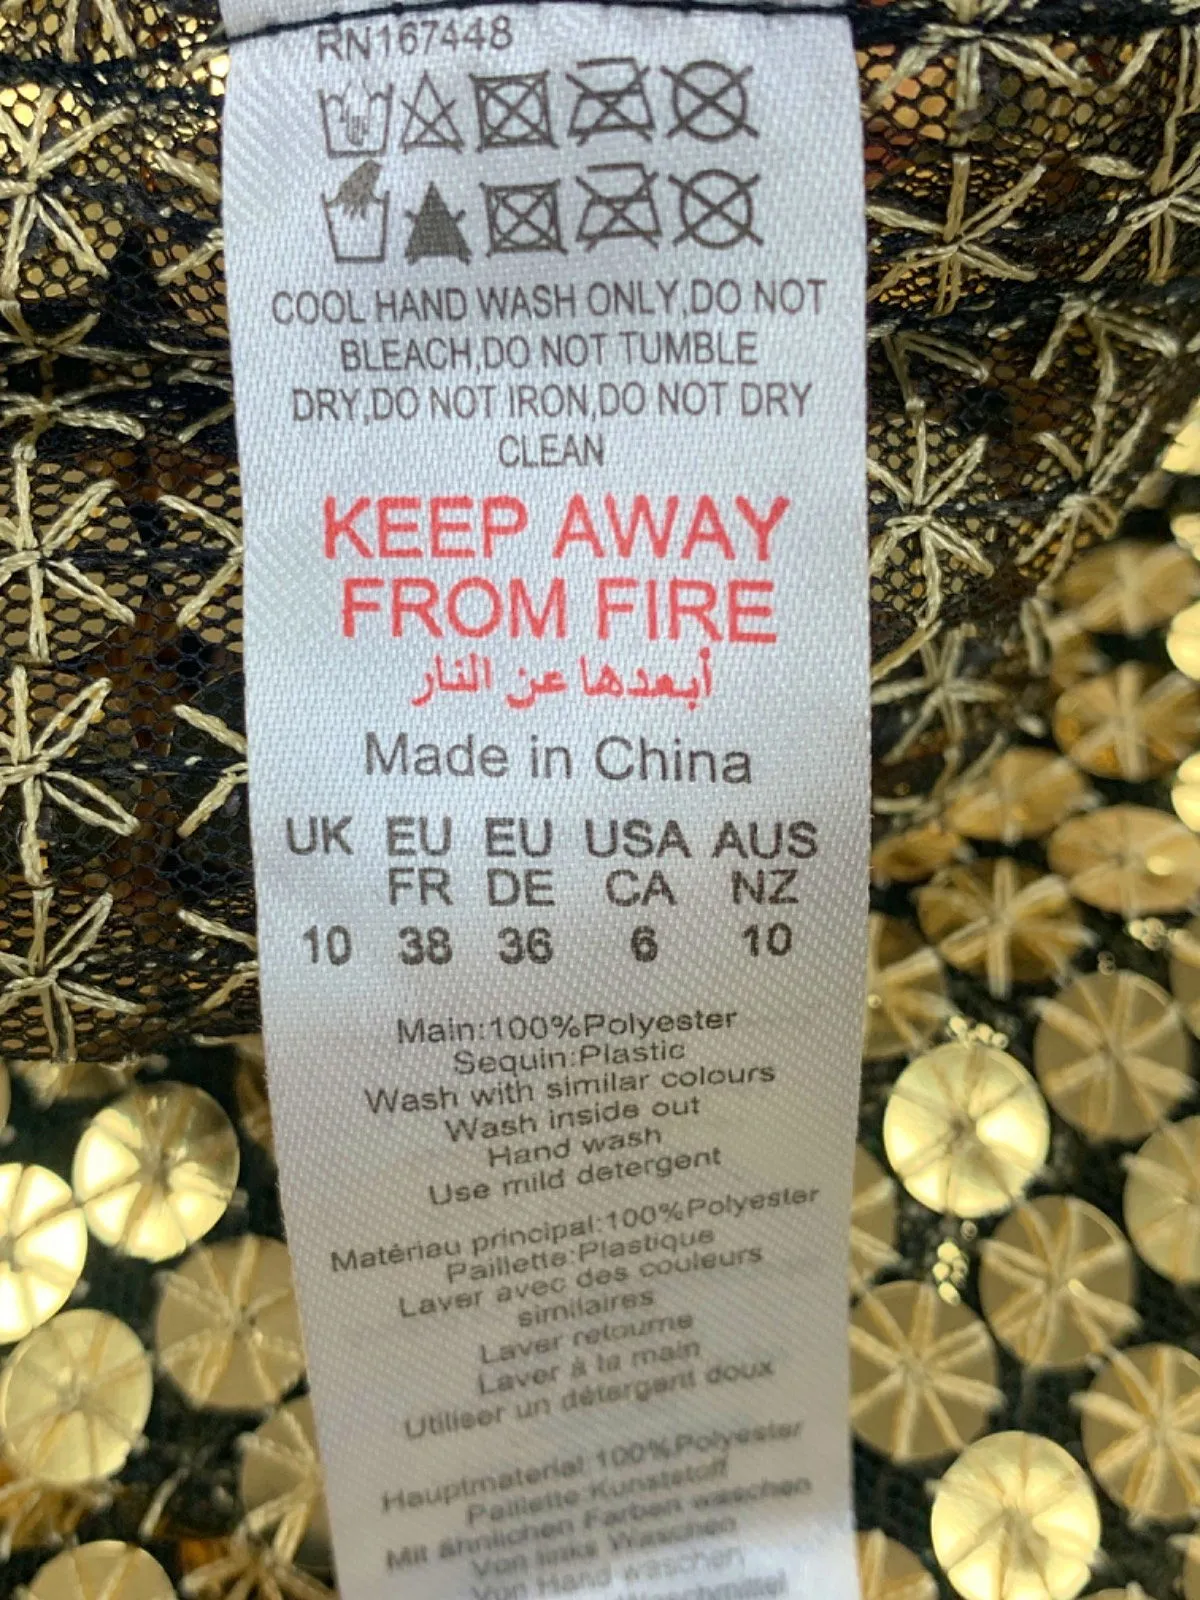 RN167448
COOL HAND WASH ONLY,DO NOT
BLEACH,DO NOT TUMBLE
DRY,DO NOT IRON,DO NOT DRY
CLEAN
KEEP AWAY
FROM FIRE
أبعدها عن النار
Made in China
UK EU EU USA AUS
FR DE CA NZ
10 38 36 6 10
Main:100%Polyester
Sequin:Plastic
Wash with similar colours
Wash inside out
Hand wash
Use mild detergent
Matériau principal:100%Polyester
Paillette:Plastique
Laver avec des couleurs
similaires
Laver retourne
Laver à la main
Utiliser un détergent doux
Hauptmaterial 100%Polyester
Paillette Kunststoff
Mit ähnlichen Farben waschen
Von links Waschen
Von Hand waschen